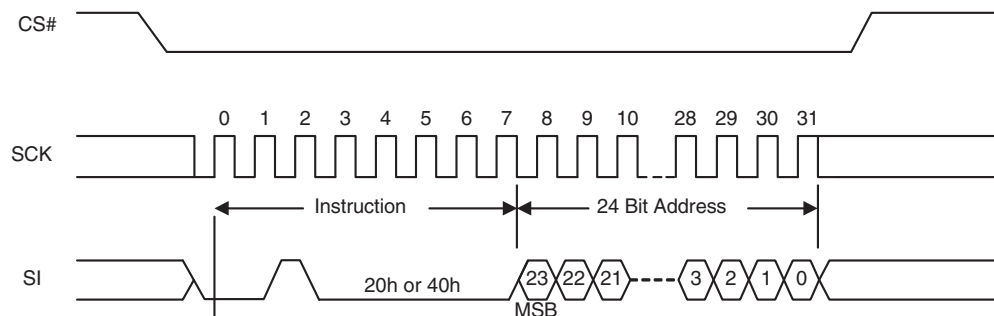 CS#
0 1 2 3 4 5 6 7 8 9 10 28 29 30 31
SCK
Instruction 24 Bit Address
SI 20h or 40h 23 22 21 3 2 1 0
MSB